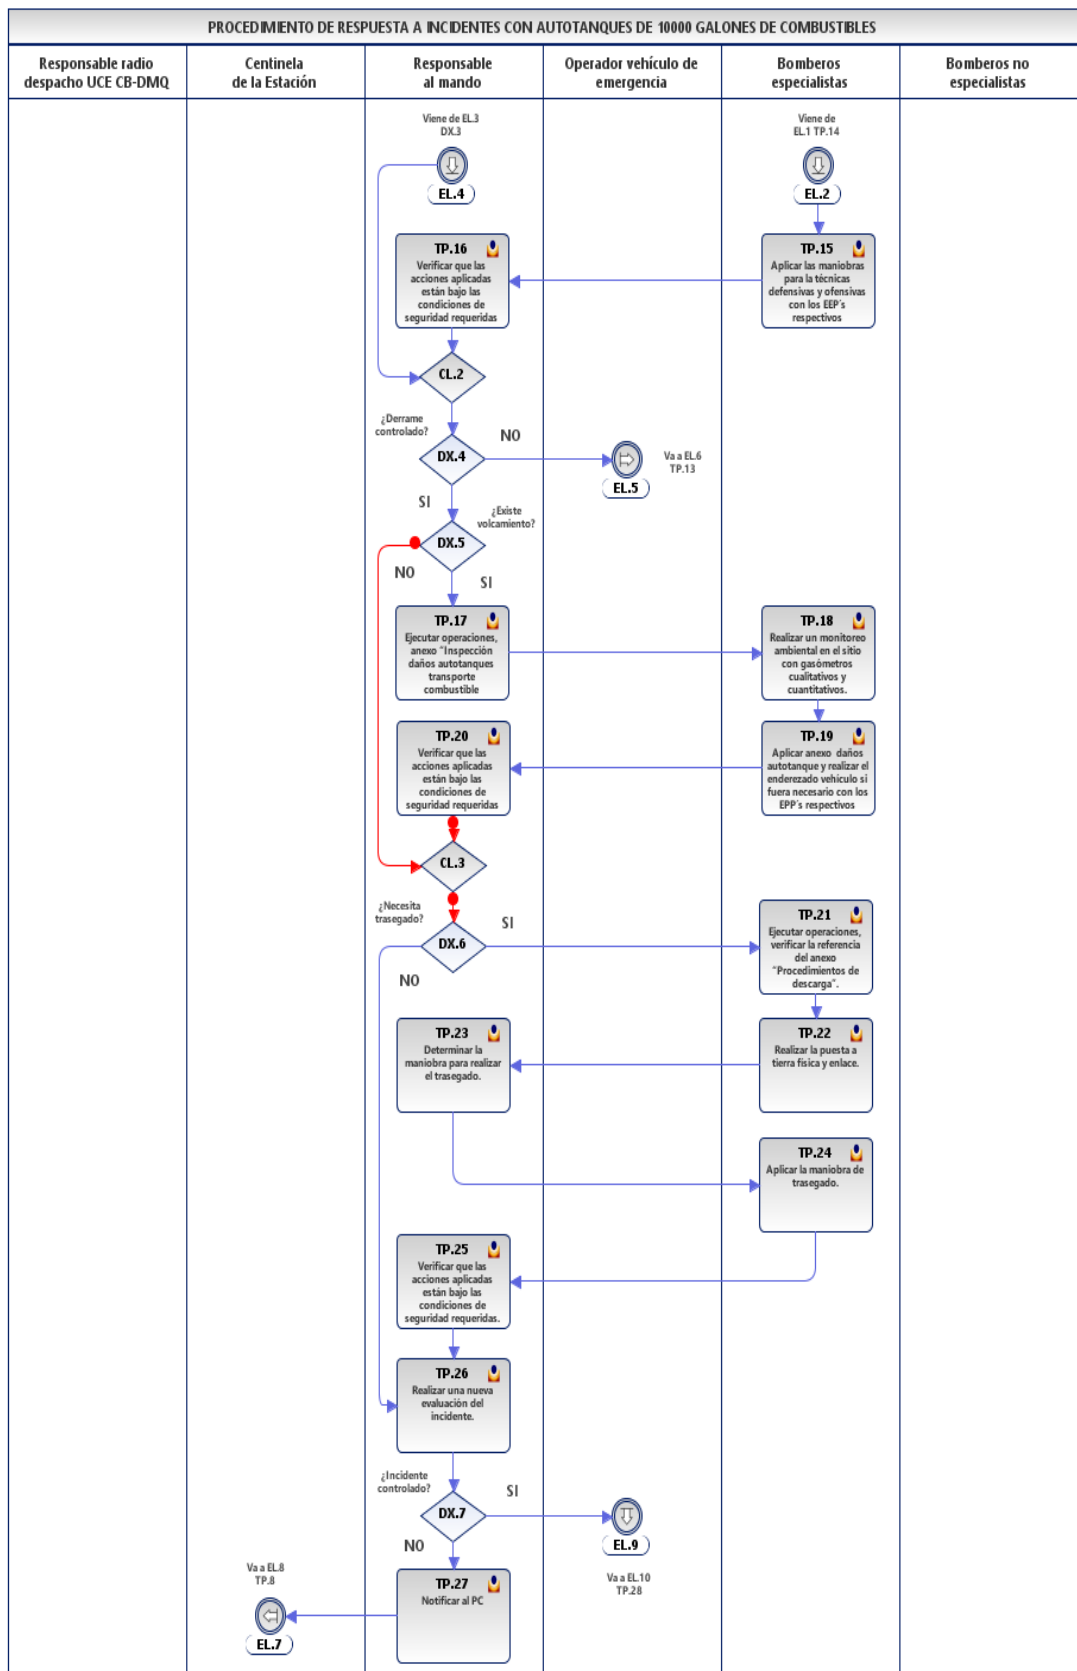 PROCEDIMIENTO DE RESPUESTA A INCIDENTES CON AUTOTANQUES DE 10000 GALONES DE COMBUSTIBLES
Responsable radio
despacho UCE CB-DMQ
Centinela
de la Estación
Responsable
al mando
Operador vehículo de
emergencia
Bomberos
especialistas
Bomberos no
especialistas
Viene de EL.3
DX.3
EL.4
Viene de
EL.1 TP.14
EL.2
TP.16
Verificar que las
acciones aplicadas
están bajo las
condiciones de
seguridad requeridas
TP.15
Aplicar las maniobras
para la técnicas
defensivas y ofensivas
con los EEP's
respectivos
CL.2
¿Derrame
controlado?
DX.4
NO
EL.5
Va a EL.6
TP.13
SI
¿Existe
volcamiento?
DX.5
NO
SI
TP.17
Ejecutar operaciones,
anexo "Inspección
daños autotanques
transporte
combustible
TP.18
Realizar un monitoreo
ambiental en el sitio
con gasómetros
cualitativos y
cuantitativos.
TP.20
Verificar que las
acciones aplicadas
están bajo las
condiciones de
seguridad requeridas
TP.19
Aplicar anexo daños
autotanque y realizar el
enderezado vehículo si
fuera necesario con los
EPP's respectivos
CL.3
¿Necesita
trasegado?
DX.6
SI
NO
TP.21
Ejecutar operaciones,
verificar la referencia
del anexo
"Procedimientos de
descarga".
TP.23
Determinar la
maniobra para realizar
el trasegado.
TP.22
Realizar la puesta a
tierra física y enlace.
TP.24
Aplicar la maniobra de
trasegado.
TP.25
Verificar que las
acciones aplicadas
están bajo las
condiciones de
seguridad requeridas.
TP.26
Realizar una nueva
evaluación del
incidente.
¿Incidente
controlado?
DX.7
SI
EL.9
Va a EL.10
TP.28
NO
TP.27
Notificar al PC
Va a EL.8
TP.8
EL.7